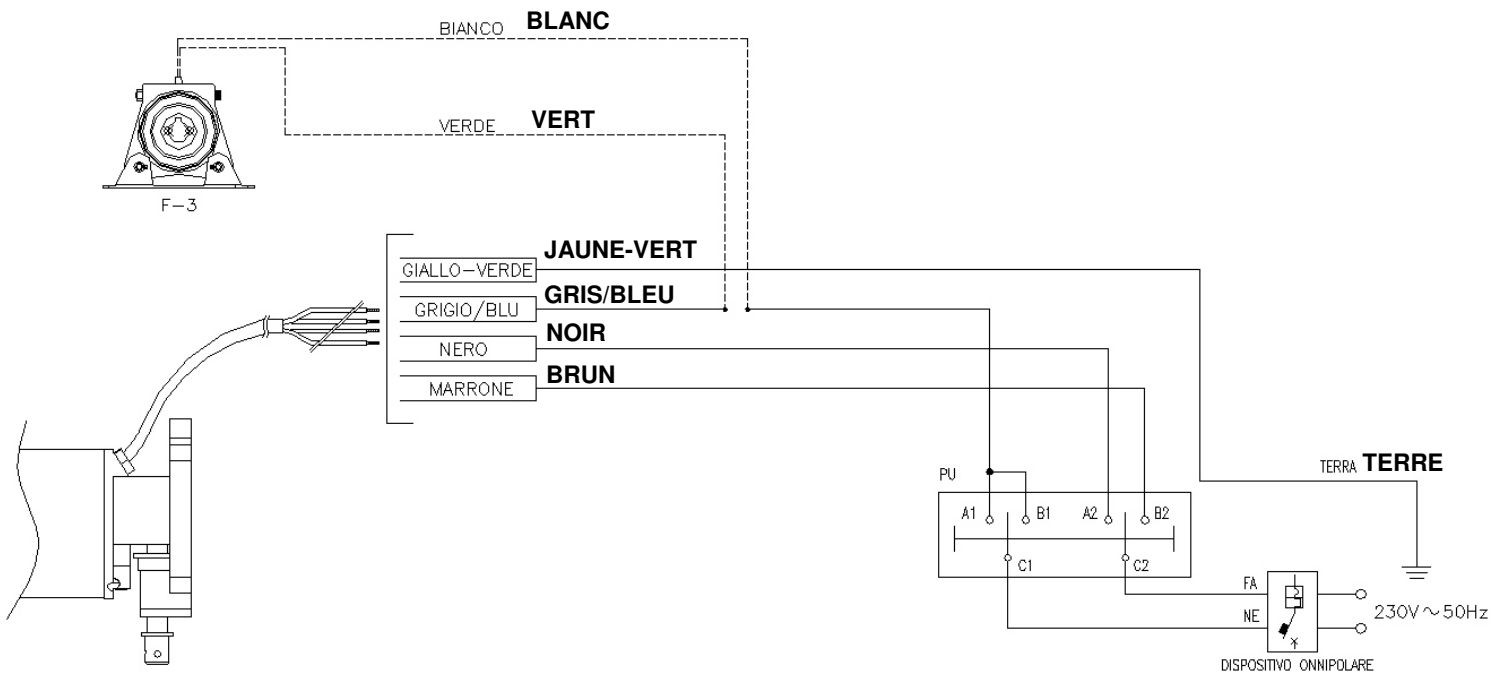 BIANCO BLANC
VERDE VERT
F-3
JAUNE-VERT
GIALLO-VERDE
GRIS/BLEU
GRIGIO/BLU
NOIR
NERO
BRUN
MARRONE
TERRA TERRE
PU
A1 B1 A2 B2
C1 C2
FA
NE
230V~50Hz
DISPOSITIVO ONNIPOLARE